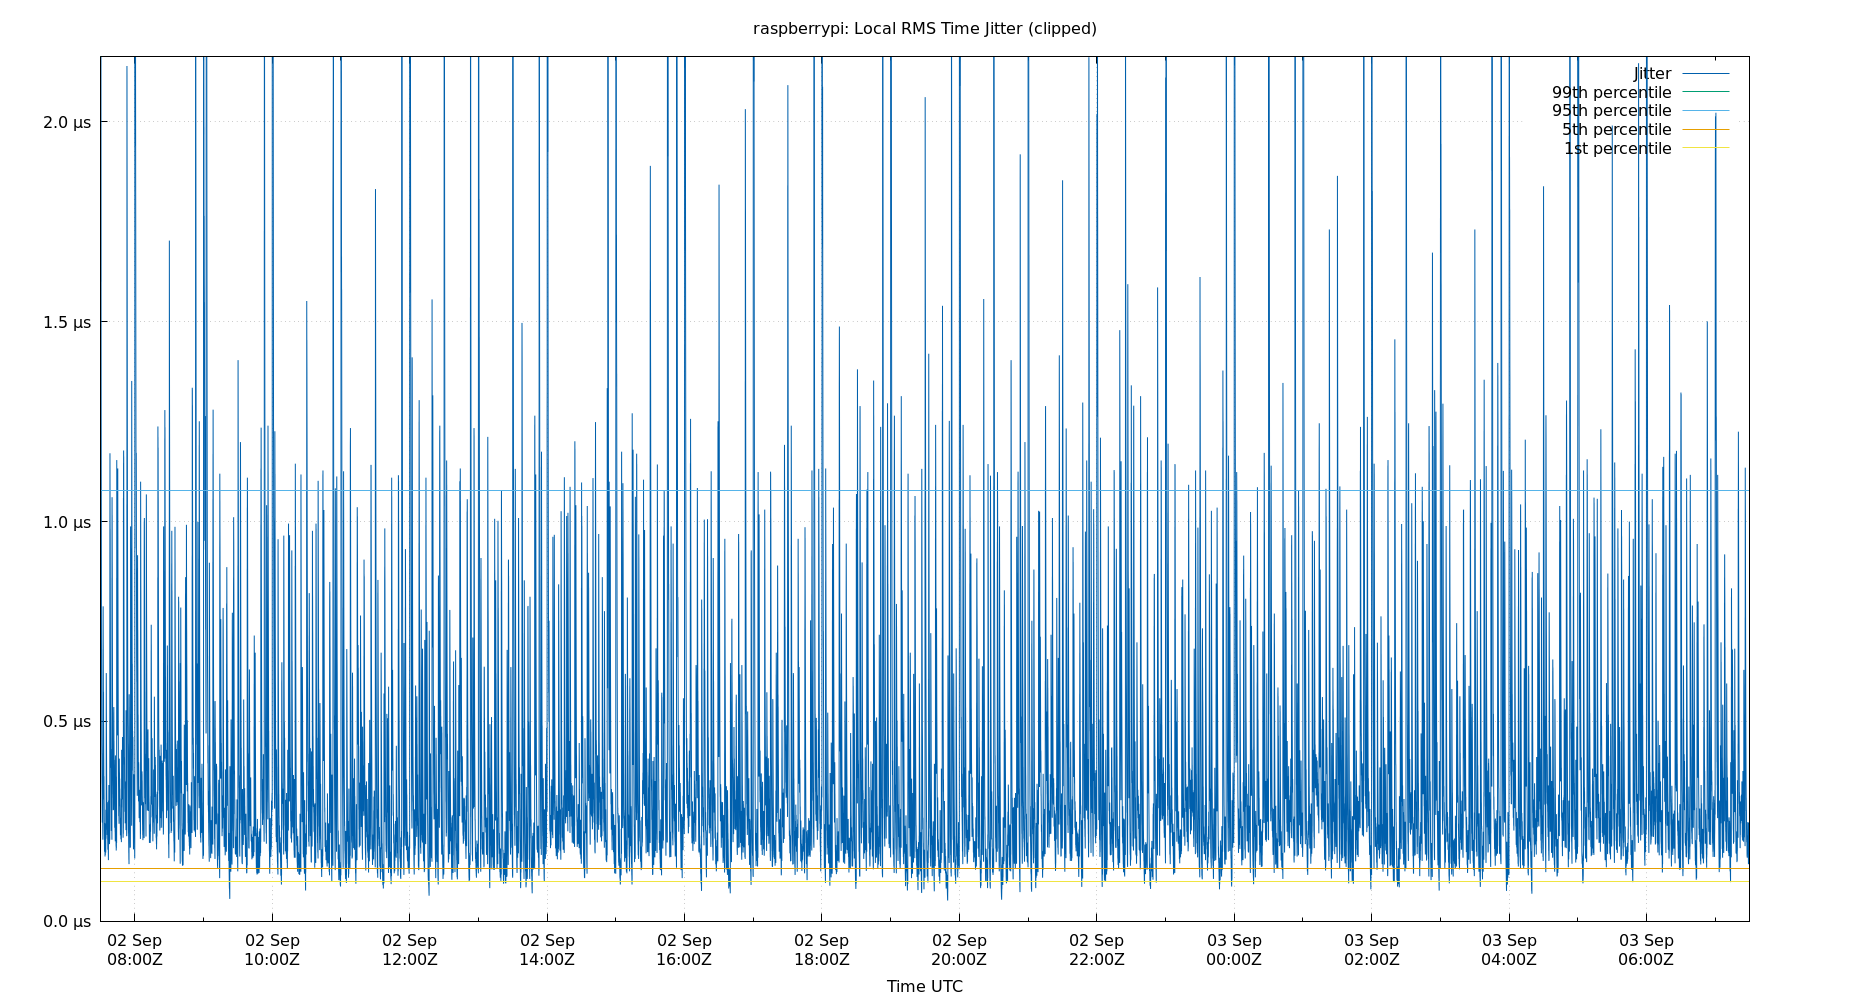 raspberrypi: Local RMS Time Jitter (clipped)
Jitter
99th percentile
95th percentile
5th percentile
1st percentile
2.0 µs
1.5 µs
1.0 µs
0.5 µs
0.0 µs
02 Sep 02 Sep 02 Sep 02 Sep 02 Sep 02 Sep 02 Sep 02 Sep 03 Sep 03 Sep 03 Sep 03 Sep
08:00Z 10:00Z 12:00Z 14:00Z 16:00Z 18:00Z 20:00Z 22:00Z 00:00Z 02:00Z 04:00Z 06:00Z
Time UTC